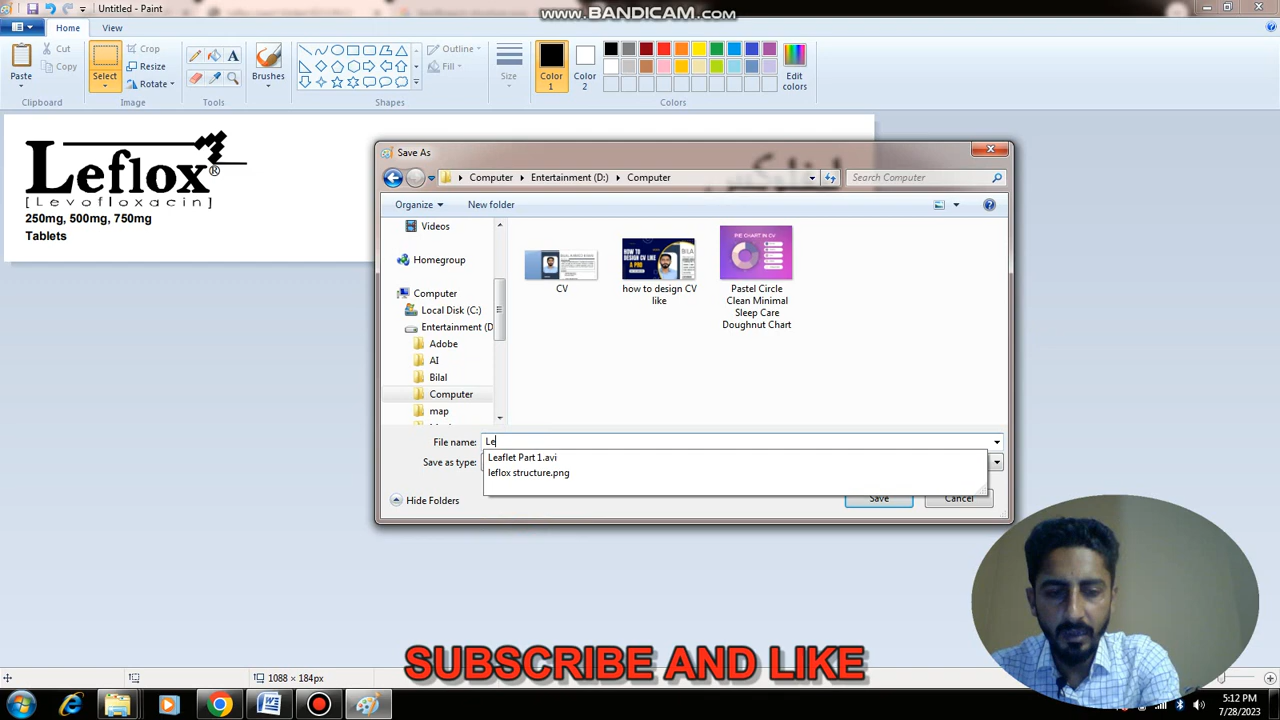 Untitled - Paint
www.BANDICAM.com
Home View
Paste
Cut
Copy
Clipboard
Select
Crop
Resize
Rotate
Image
Tools
Brushes
Shapes
Outline
Fill
Size
Color 1
Color 2
Edit colors
Colors
Leflox®
[Levofloxacin]
250mg, 500mg, 750mg
Tablets
Save As
Computer Entertainment (D:) Computer
Search Computer
Organize New folder
Videos
Homegroup
Computer
Local Disk (C:)
Entertainment (D
Adobe
AI
Bilal
Computer
map
CV
how to design CV like
PIE CHART IN CV
Pastel Circle Clean Minimal Sleep Care Doughnut Chart
File name: Le
Leaflet Part 1.avi
leflox structure.png
Save as type:
Hide Folders
Save Cancel
SUBSCRIBE AND LIKE
1088 × 184px
5:12 PM
7/28/2023